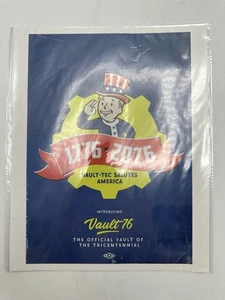 1776 2076
VAULT-TEC SALUTES
AMERICA
INTRODUCING
Vault 76
THE OFFICIAL VAULT OF
THE TRICENTENNIAL